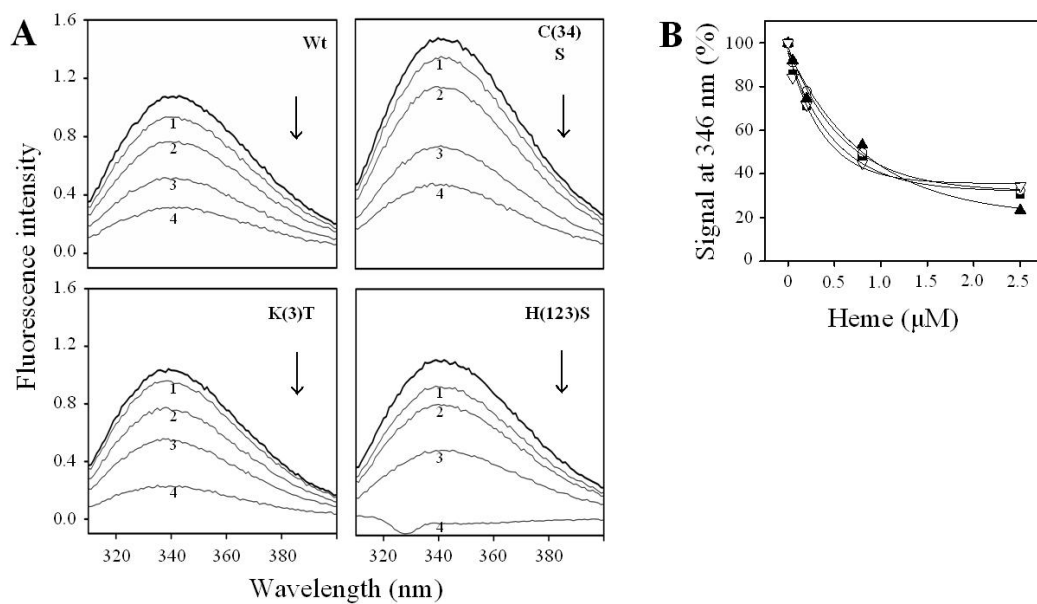 A
B
Fluorescence intensity
1.6
1.2
0.8
0.4
0.0
Wt
1
2
3
4
C(34)
S
1
2
3
4
1.6
1.2
0.8
0.4
0.0
K(3)T
1
2
3
4
H(123)S
1
2
3
4
320 340 360 380
320 340 360 380
Wavelength (nm)
Signal at 346 nm (%)
100
80
60
40
20
0
0 0.5 1.0 1.5 2.0 2.5
Heme (μM)